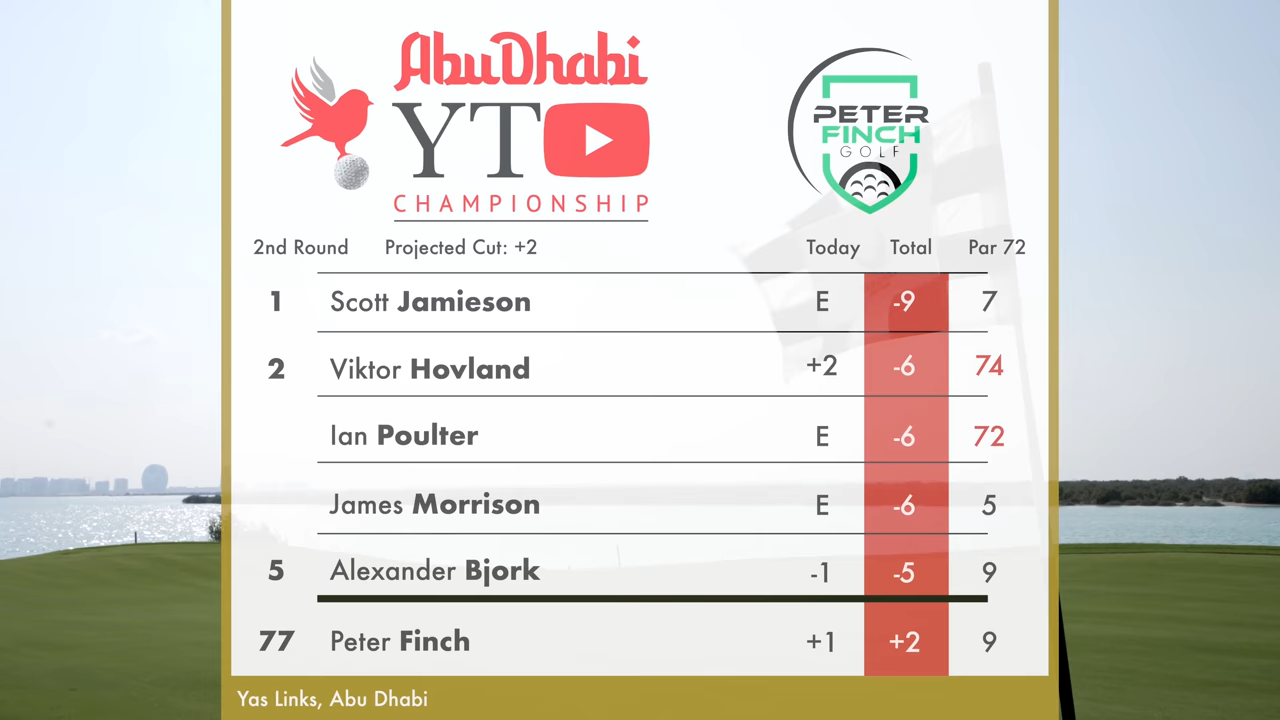 Abu Dhabi
YT
CHAMPIONSHIP
PETER
FINCH
GOLF
2nd Round Projected Cut: +2 Today Total Par 72
1 Scott Jamieson E -9 7
2 Viktor Hovland +2 -6 74
Ian Poulter E -6 72
James Morrison E -6 5
5 Alexander Bjork -1 -5 9
77 Peter Finch +1 +2 9
Yas Links, Abu Dhabi